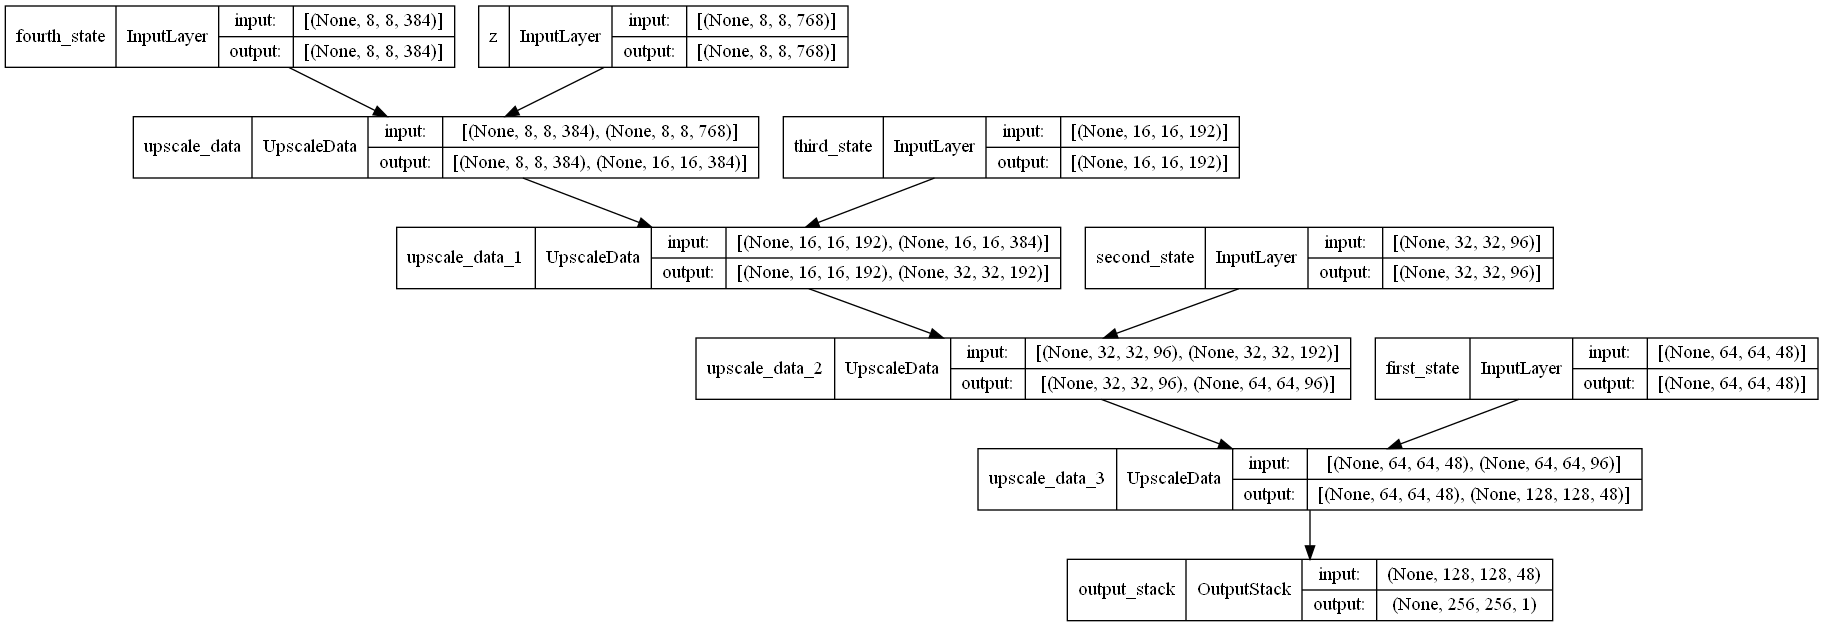 fourth_state InputLayer input: [(None, 8, 8, 384)]
output: [(None, 8, 8, 384)]
z InputLayer input: [(None, 8, 8, 768)]
output: [(None, 8, 8, 768)]
upscale_data UpscaleData input: [(None, 8, 8, 384), (None, 8, 8, 768)]
output: [(None, 8, 8, 384), (None, 16, 16, 384)]
third_state InputLayer input: [(None, 16, 16, 192)]
output: [(None, 16, 16, 192)]
upscale_data_1 UpscaleData input: [(None, 16, 16, 192), (None, 16, 16, 384)]
output: [(None, 16, 16, 192), (None, 32, 32, 192)]
second_state InputLayer input: [(None, 32, 32, 96)]
output: [(None, 32, 32, 96)]
upscale_data_2 UpscaleData input: [(None, 32, 32, 96), (None, 32, 32, 192)]
output: [(None, 32, 32, 96), (None, 64, 64, 96)]
first_state InputLayer input: [(None, 64, 64, 48)]
output: [(None, 64, 64, 48)]
upscale_data_3 UpscaleData input: [(None, 64, 64, 48), (None, 64, 64, 96)]
output: [(None, 64, 64, 48), (None, 128, 128, 48)]
output_stack OutputStack input: (None, 128, 128, 48)
output: (None, 256, 256, 1)